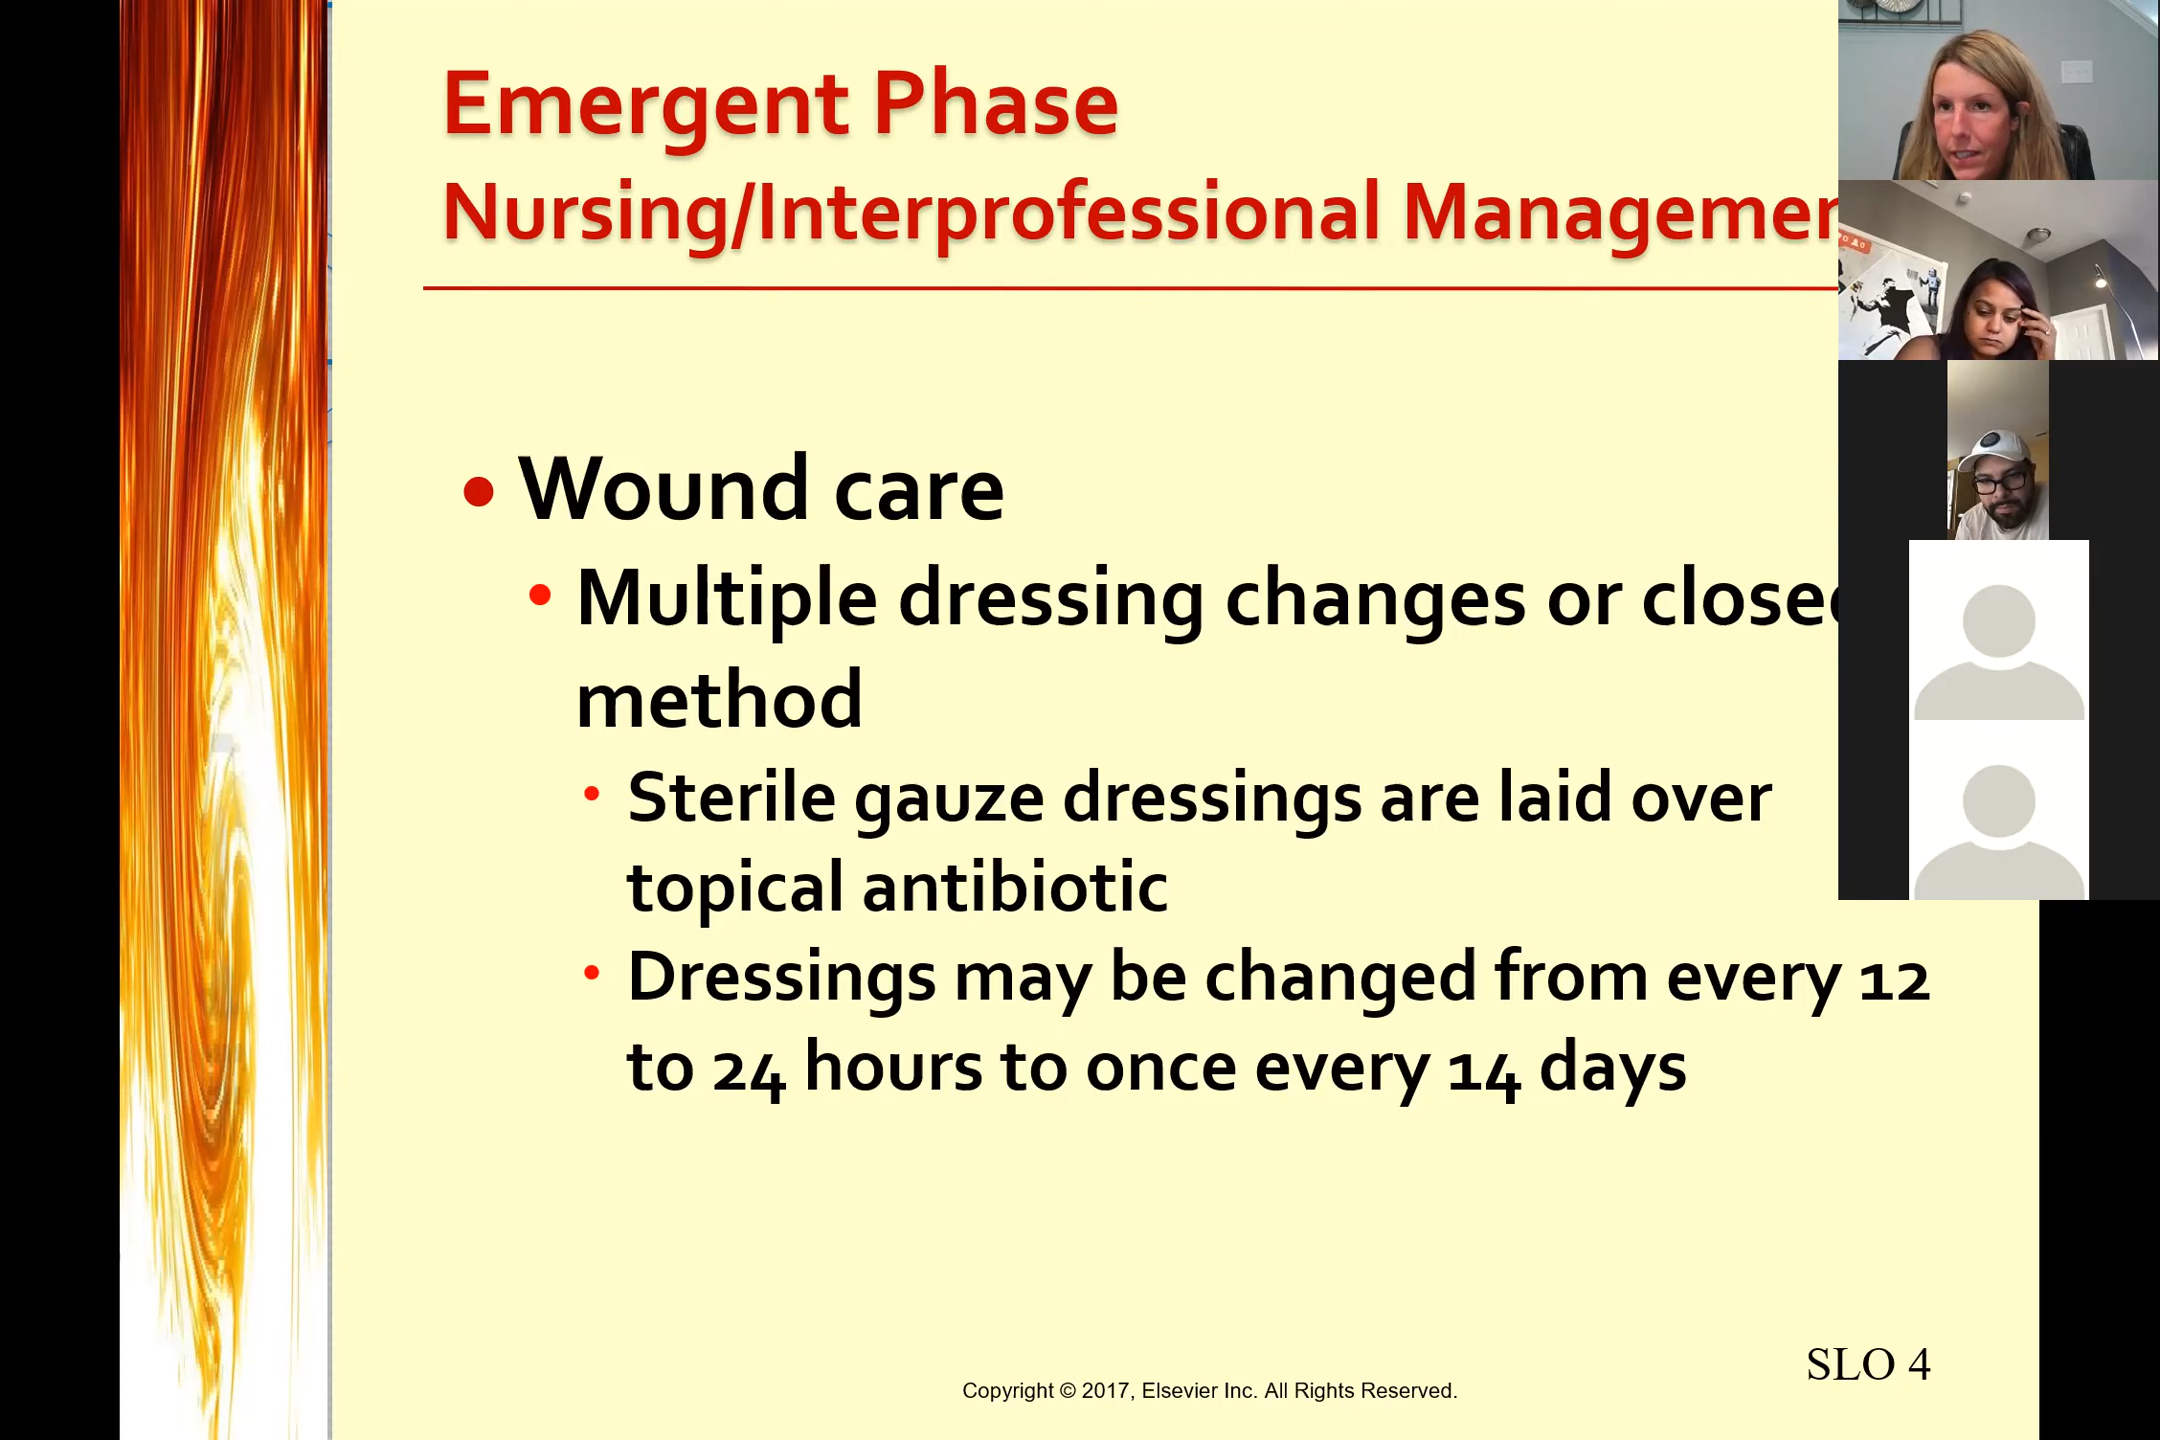 Emergent Phase
Nursing/Interprofessional
Wound care
Multiple dressing changes or
method
Sterile gauze dressings are laid over
topical antibiotic
Dressings may be changed from every 12
to 24 hours to once every 14 days
SLO 4
Copyright © 2017, Elsevier Inc. All Rights Reserved.